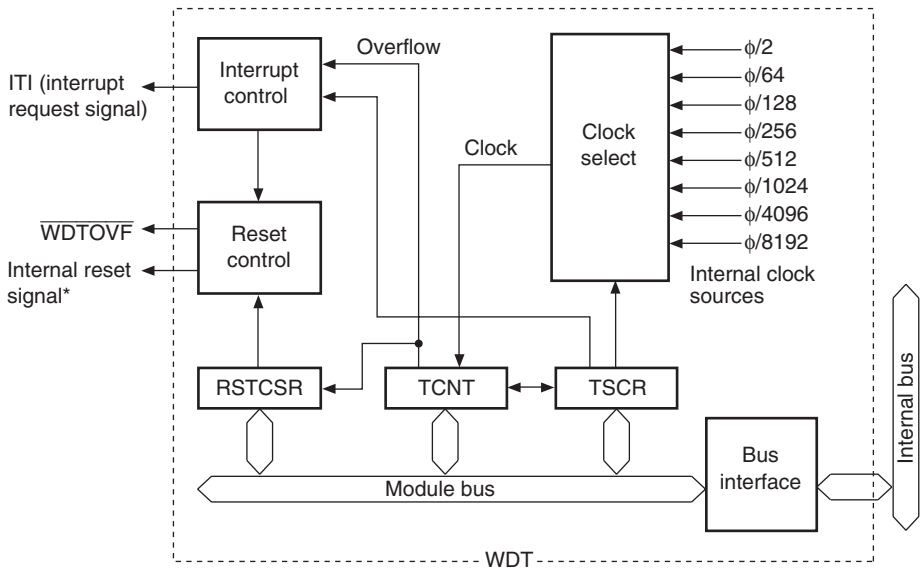 Overflow
Interrupt
control
ITI (interrupt
request signal)
Clock
Clock
select
ϕ/2
ϕ/64
ϕ/128
ϕ/256
ϕ/512
ϕ/1024
ϕ/4096
ϕ/8192
Internal clock
sources
WDTOVF
Internal reset
signal*
Reset
control
RSTCSR
TCNT
TSCR
Module bus
Bus
interface
Internal bus
WDT